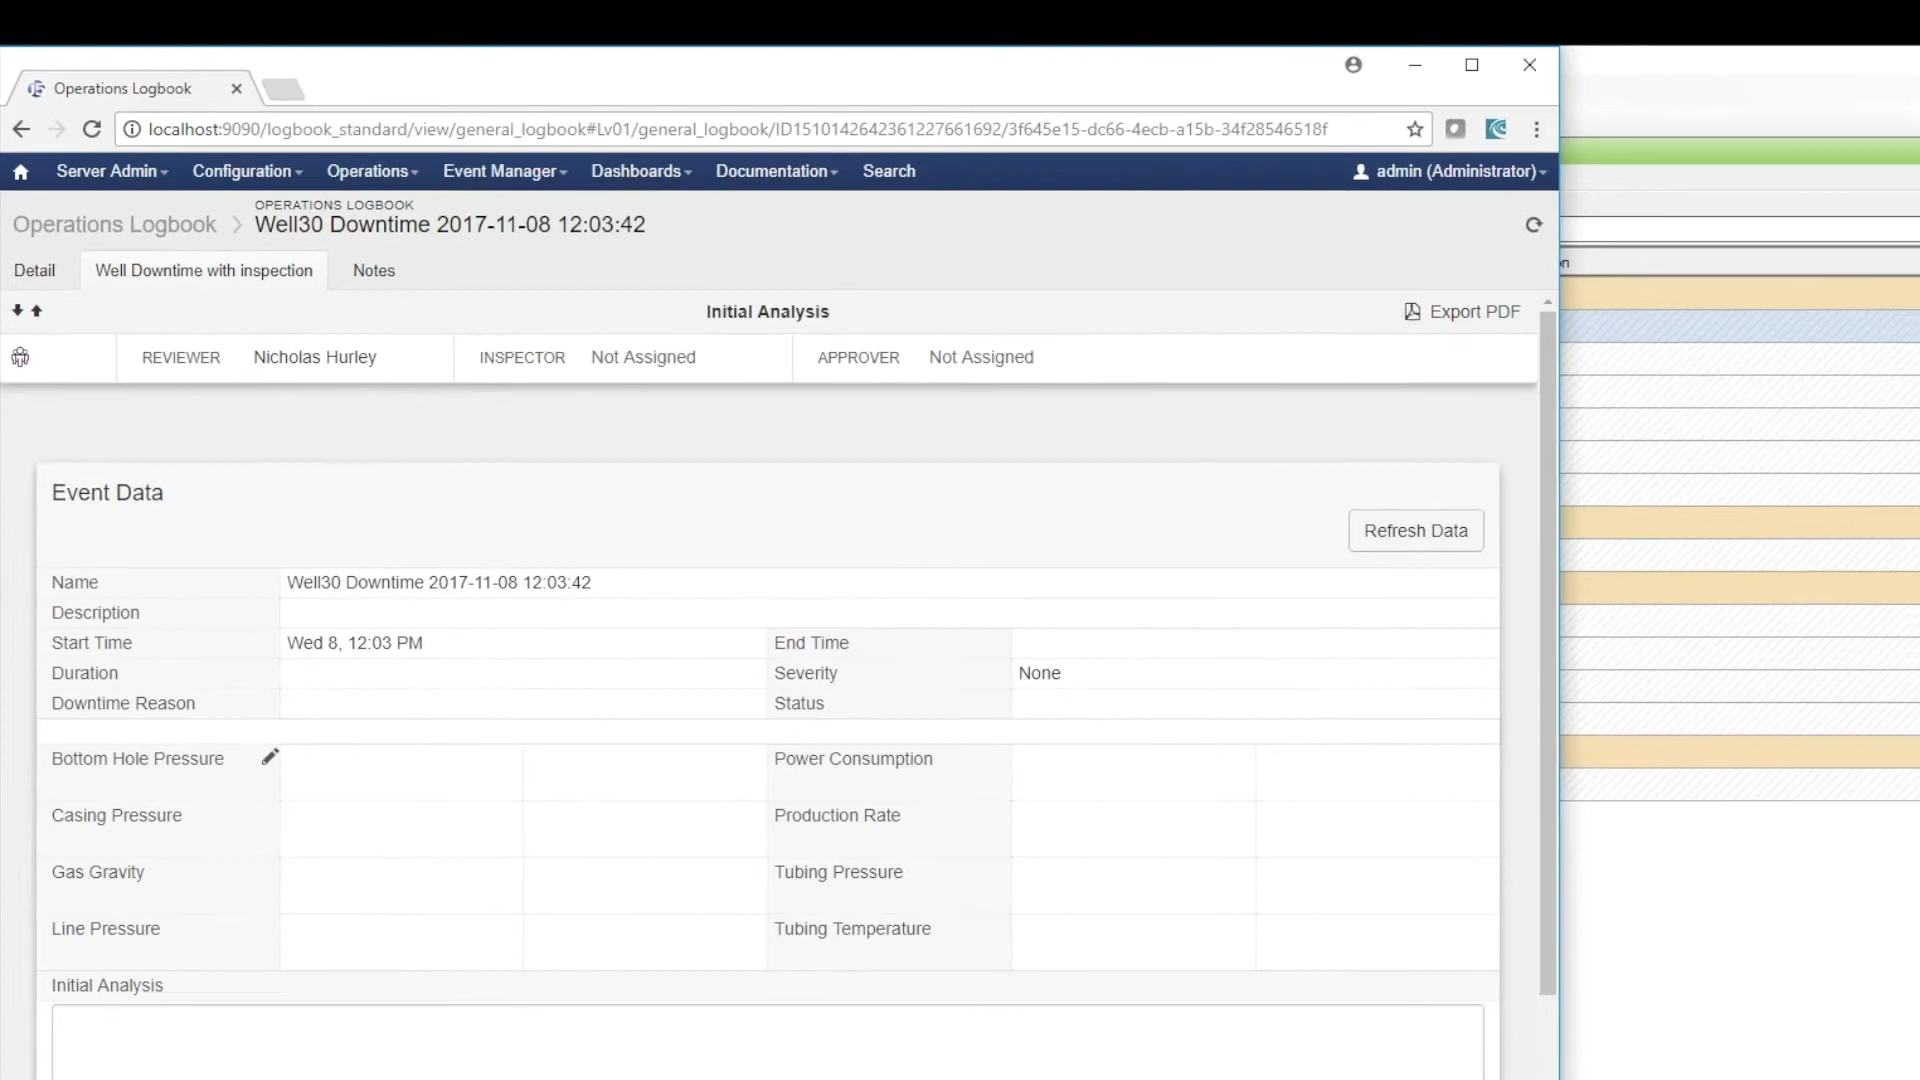 Operations Logbook
localhost:9090/logbook_standard/view/general_logbook#Lv01/general_logbook/ID1510142642361227661692/3f645e15-dc66-4ecb-a15b-34f28546518f
Server Admin Configuration Operations Event Manager Dashboards Documentation Search admin (Administrator)
OPERATIONS LOGBOOK
Operations Logbook Well30 Downtime 2017-11-08 12:03:42
Detail Well Downtime with inspection Notes
Initial Analysis Export PDF
REVIEWER Nicholas Hurley INSPECTOR Not Assigned APPROVER Not Assigned
Event Data
Refresh Data
Name Well30 Downtime 2017-11-08 12:03:42
Description
Start Time Wed 8, 12:03 PM End Time
Duration Severity None
Downtime Reason Status
Bottom Hole Pressure Power Consumption
Casing Pressure Production Rate
Gas Gravity Tubing Pressure
Line Pressure Tubing Temperature
Initial Analysis